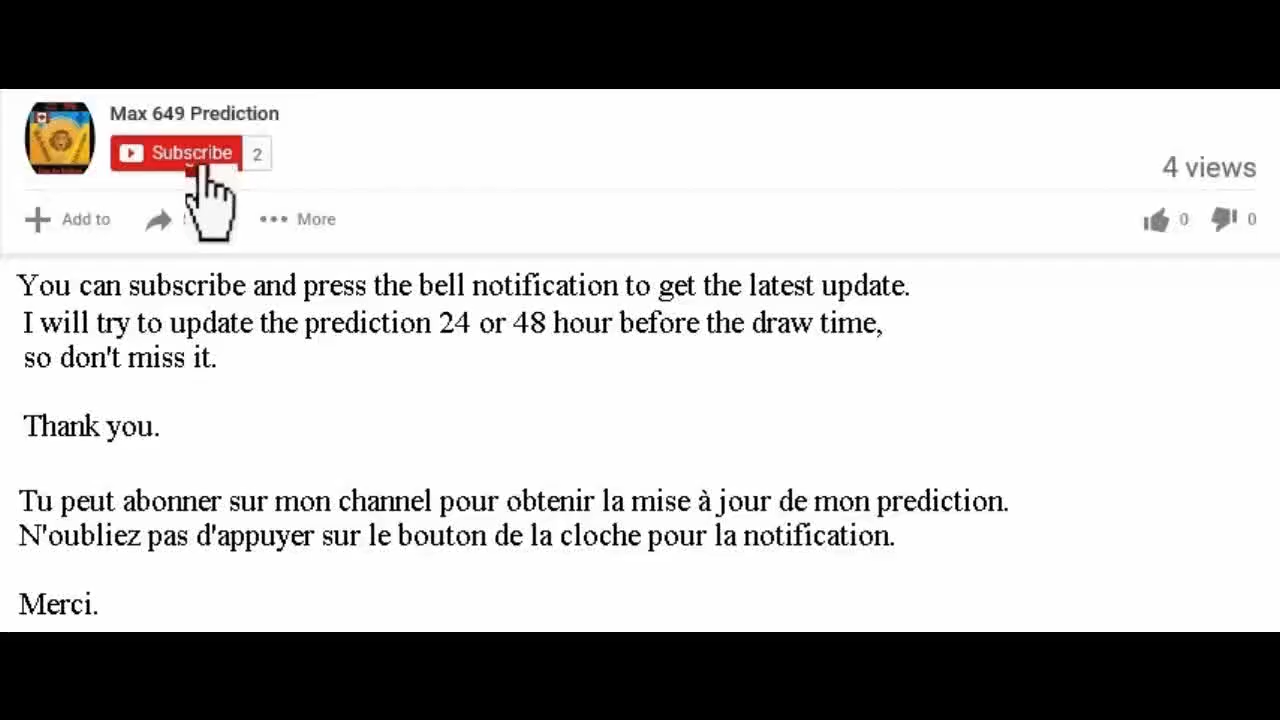 Max 649 Prediction
Subscribe 2
4 views
Add to
More
0 0
You can subscribe and press the bell notification to get the latest update.
I will try to update the prediction 24 or 48 hour before the draw time,
so don't miss it.
Thank you.
Tu peut abonner sur mon channel pour obtenir la mise à jour de mon prediction.
N'oubliez pas d'appuyer sur le bouton de la cloche pour la notification.
Merci.